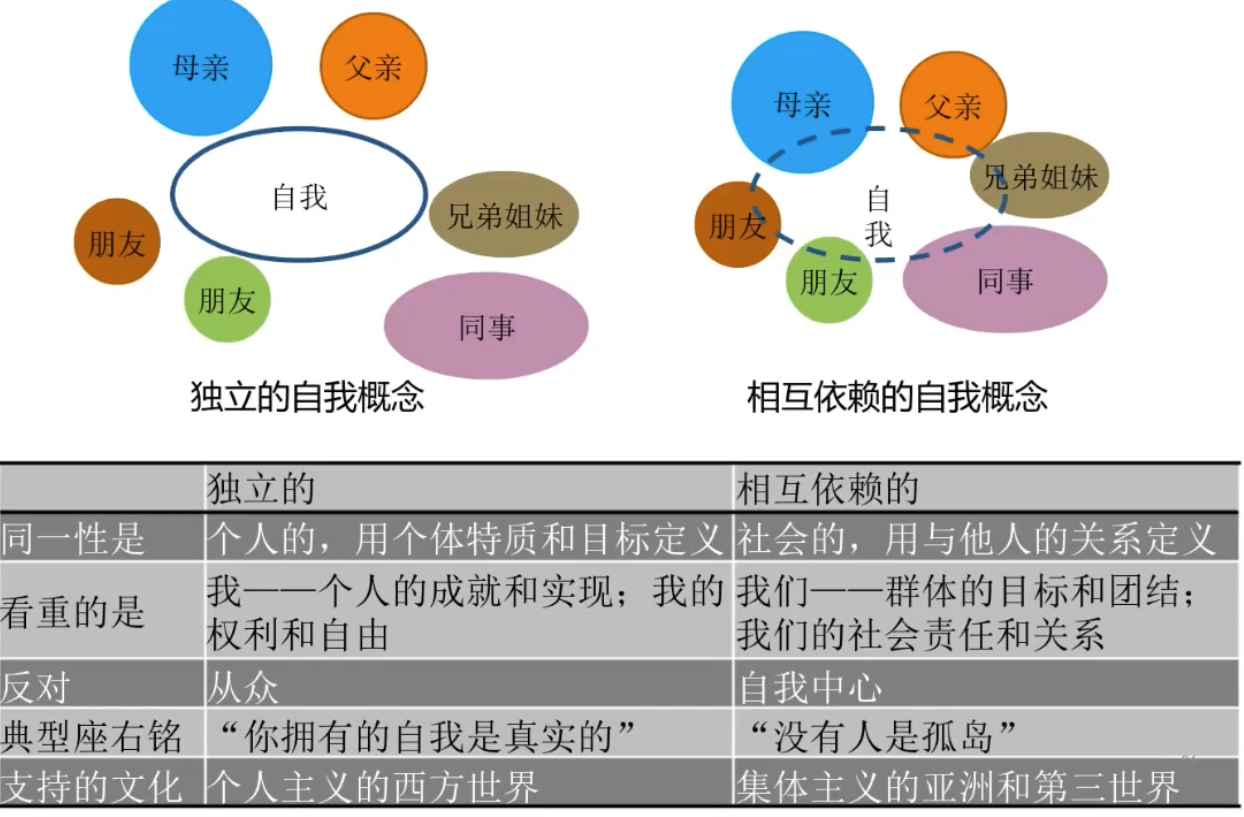 母亲
父亲
自我
兄弟姐妹
朋友
朋友
同事
独立的自我概念
母亲
父亲
兄弟姐妹
自
我
朋友
朋友
同事
相互依赖的自我概念
独立的
相互依赖的
同一性是
个人的，用个体特质和目标定义
社会的，用与他人的关系定义
看重的是
我——个人的成就和实现；我的
权利和自由
我们——群体的目标和团结；
我们的社会责任和关系
反对
从众
自我中心
典型座右铭
“你拥有的自我是真实的”
“没有人是孤岛”
支持的文化
个人主义的西方世界
集体主义的亚洲和第三世界